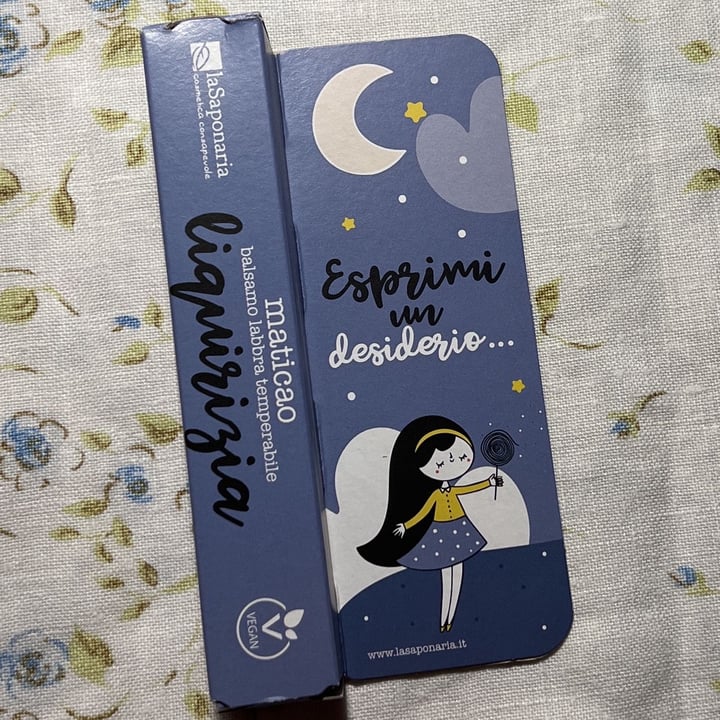 laSaponaria
cosmetica consapevole
maticao
balsamo labbra temperabile
liquirizia
VEGAN
Esprimi
un
desiderio...
www.lasaponaria.it